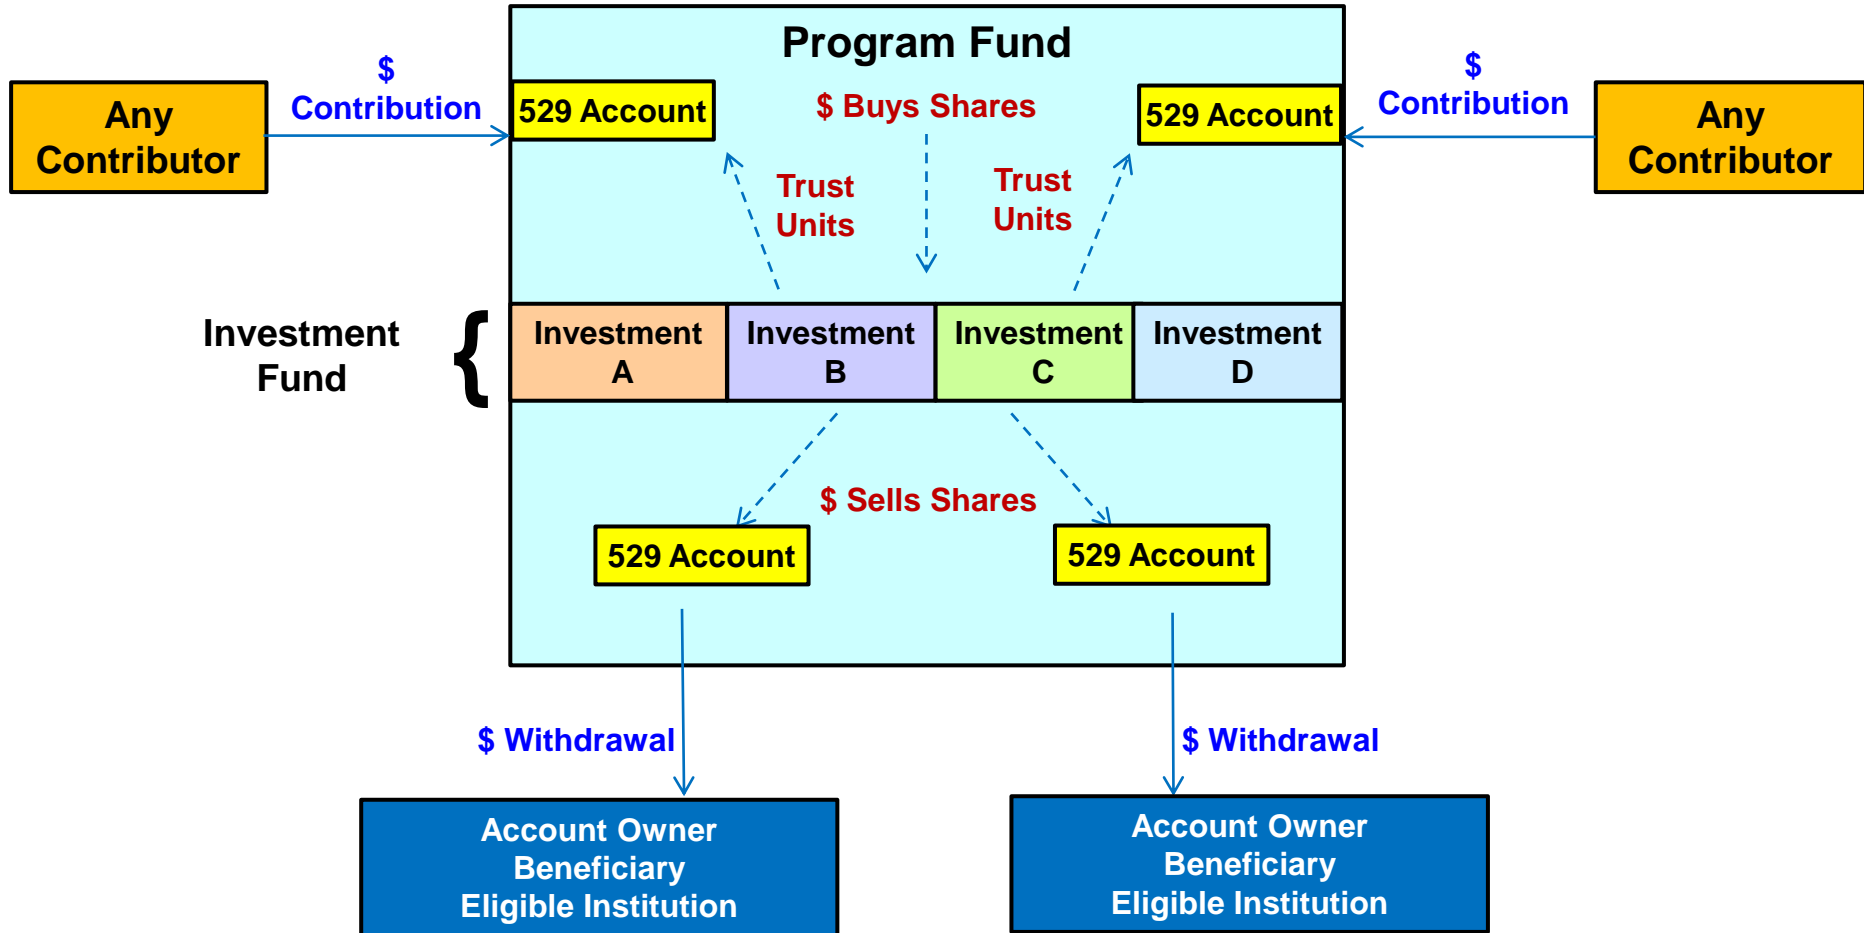 Program Fund
$
Contribution
$
Contribution
Any
Contributor
529 Account
$ Buys Shares
529 Account
Any
Contributor
Trust
Units
Trust
Units
Investment
Fund
{
Investment
A
Investment
B
Investment
C
Investment
D
$ Sells Shares
529 Account
529 Account
$ Withdrawal
$ Withdrawal
Account Owner
Beneficiary
Eligible Institution
Account Owner
Beneficiary
Eligible Institution